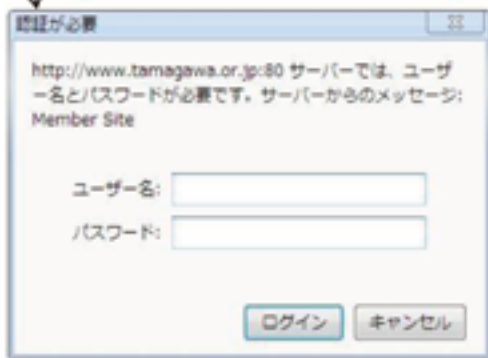 認証が必要
http://www.tamagawa.or.jp:80 サーバーでは、ユーザ
ー名とパスワードが必要です。サーバーからのメッセージ:
Member Site
ユーザー名:
パスワード:
ログイン
キャンセル